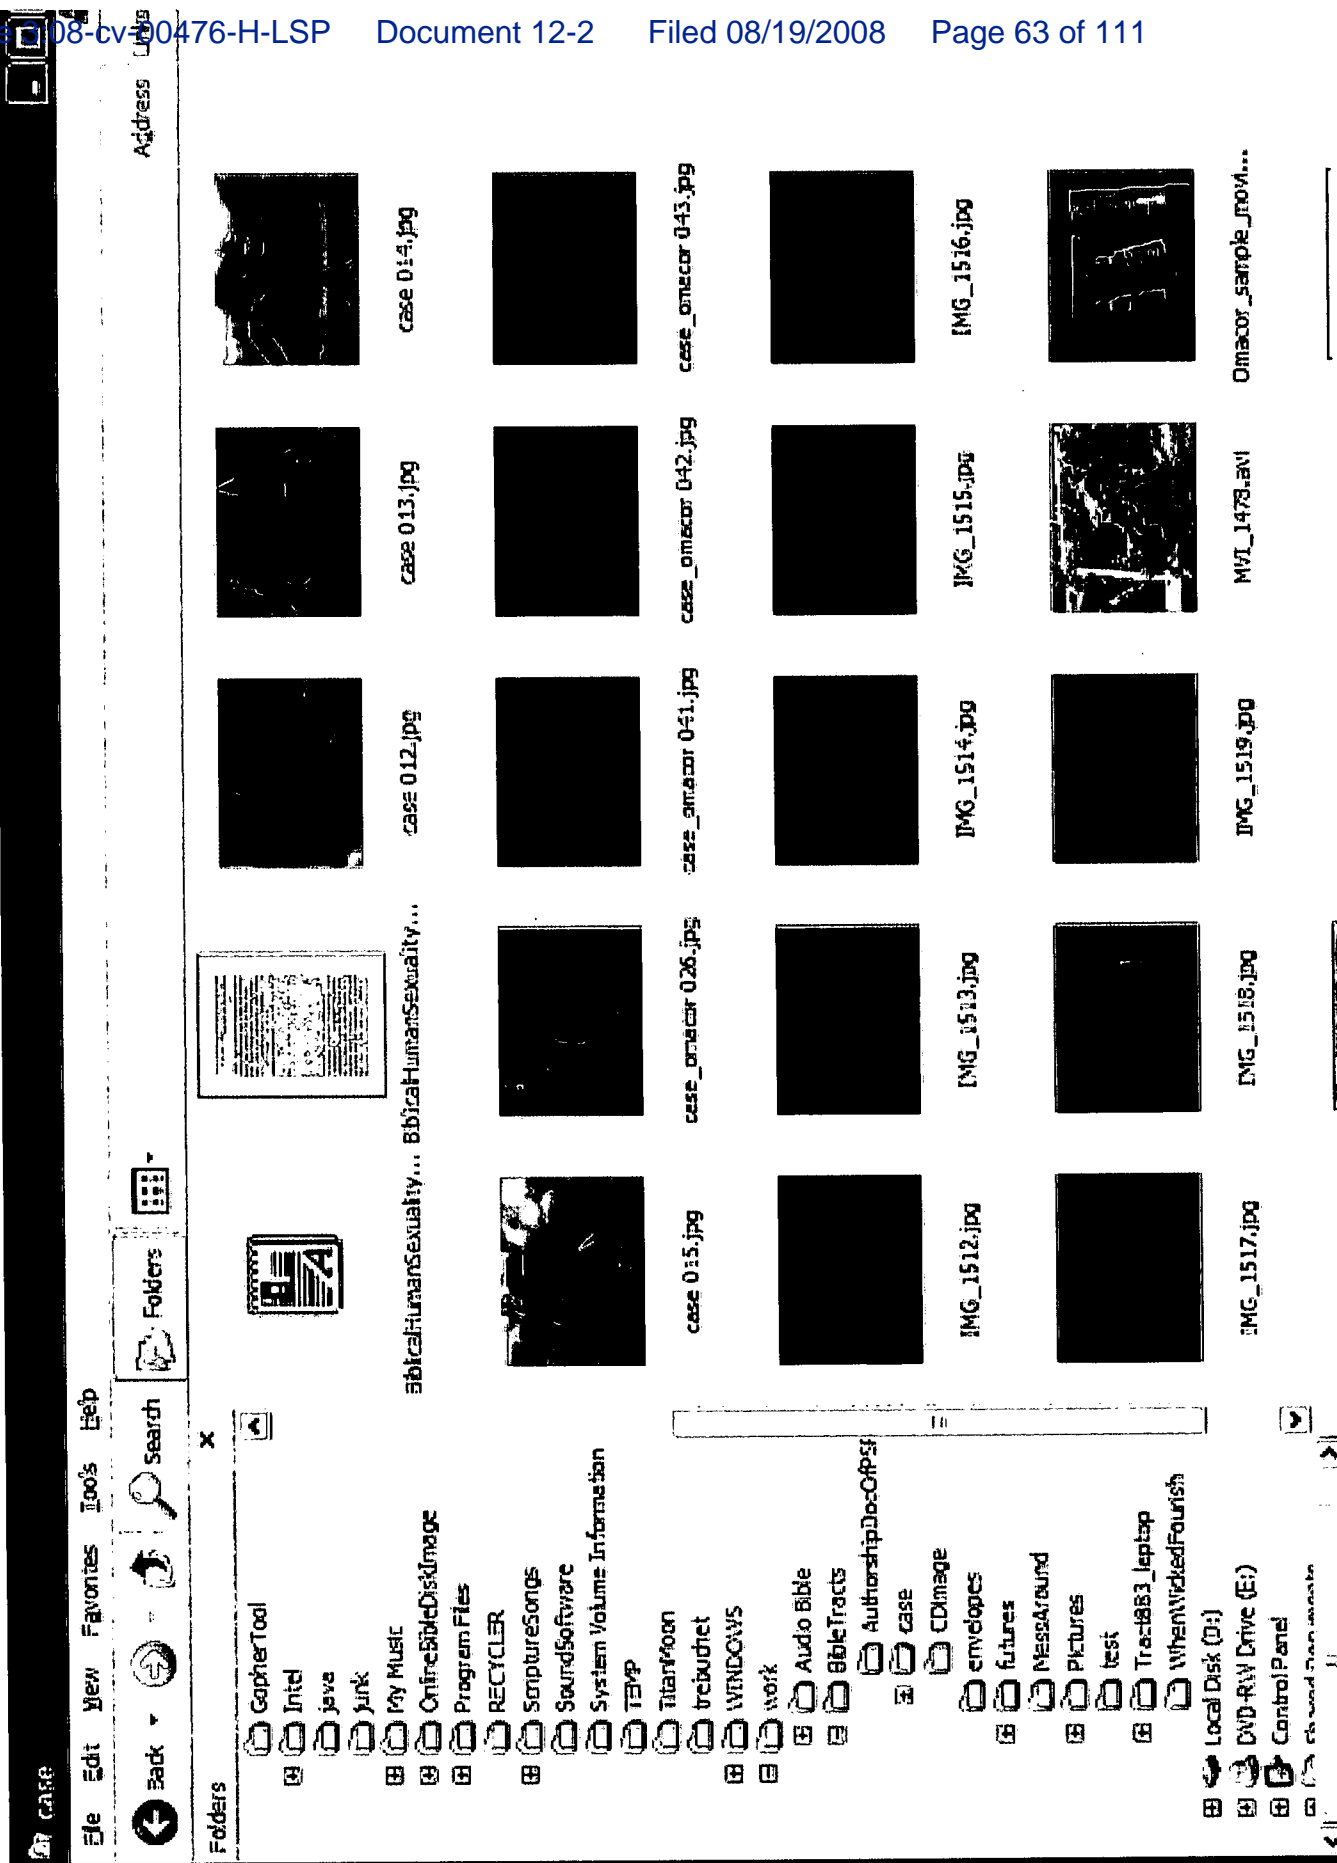 08-cv-00476-H-LSP Document 12-2 Filed 08/19/2008 Page 63 of 111
case
File Edit View Favorites Tools Help
Back Search Folders
Address Links
Folders x
GopherTool
Intel
java
junk
My Music
OnlineBibleDiskImage
Program Files
RECYCLER
ScriptureSongs
SoundSoftware
System Volume Information
TEMP
TitanMoon
trebuchet
WINDOWS
work
Audio Bible
BibleTracts
AuthorshipDocOfPS
case
CDImage
envelopes
futures
MessAround
Pictures
test
Tract883_laptop
WhenWickedFlourish
Local Disk (D:)
DVD-RW Drive (E:)
Control Panel
BiblicalHumanSexuality... BiblicalHumanSexuality... case 012.jpg case 013.jpg case 014.jpg
case 015.jpg case_omacor 026.jpg case_omacor 041.jpg case_omacor 042.jpg case_omacor 043.jpg
IMG_1512.jpg IMG_1513.jpg IMG_1514.jpg IMG_1515.jpg IMG_1516.jpg
IMG_1517.jpg IMG_1518.jpg IMG_1519.jpg MVI_1478.avi Omacor_sample_movi...